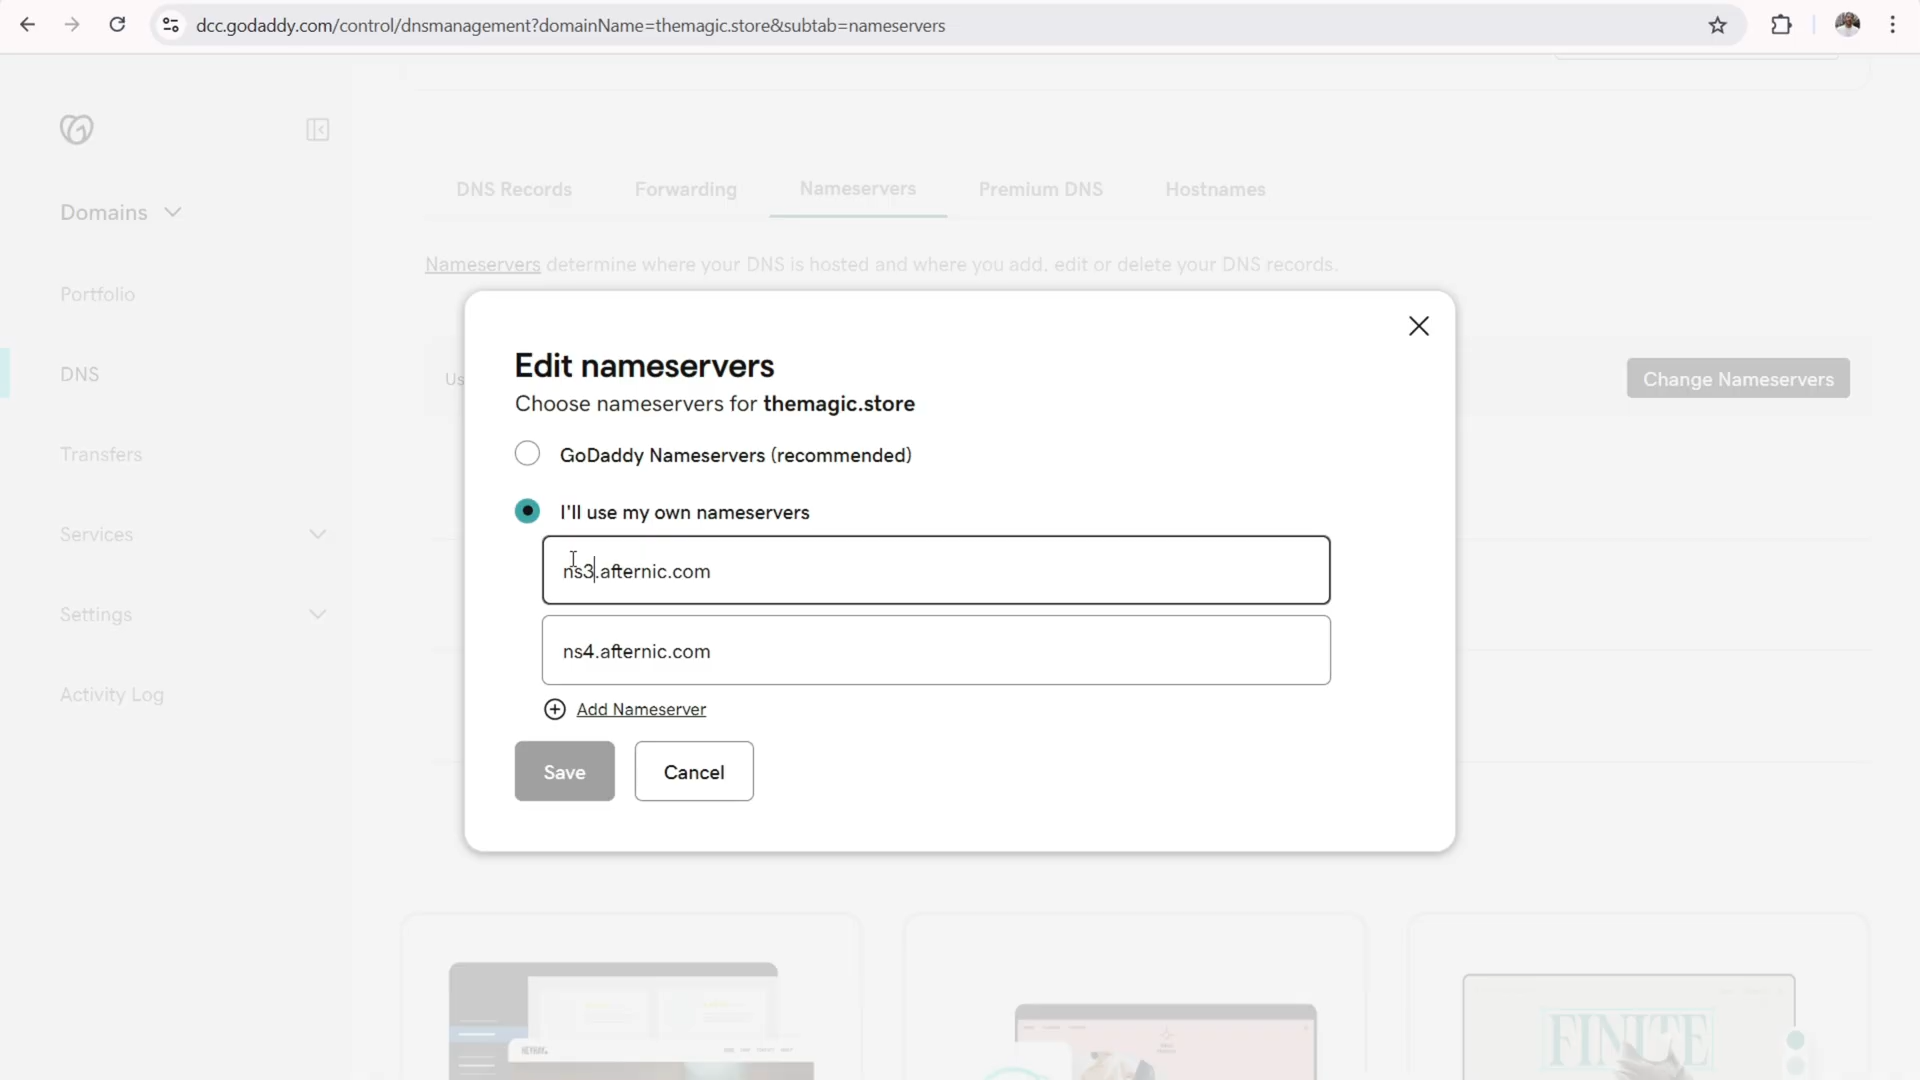 dcc.godaddy.com/control/dnsmanagement?domainName=themagic.store&subtab=nameservers
Domains
Portfolio
DNS
Transfers
Services
Settings
Activity Log
DNS Records
Forwarding
Nameservers
Premium DNS
Hostnames
Nameservers determine where your DNS is hosted and where you add, edit or delete your DNS records.
Us
Change Nameservers
Edit nameservers
Choose nameservers for themagic.store
GoDaddy Nameservers (recommended)
I'll use my own nameservers
ns3.afternic.com
ns4.afternic.com
Add Nameserver
Save
Cancel
FINITE